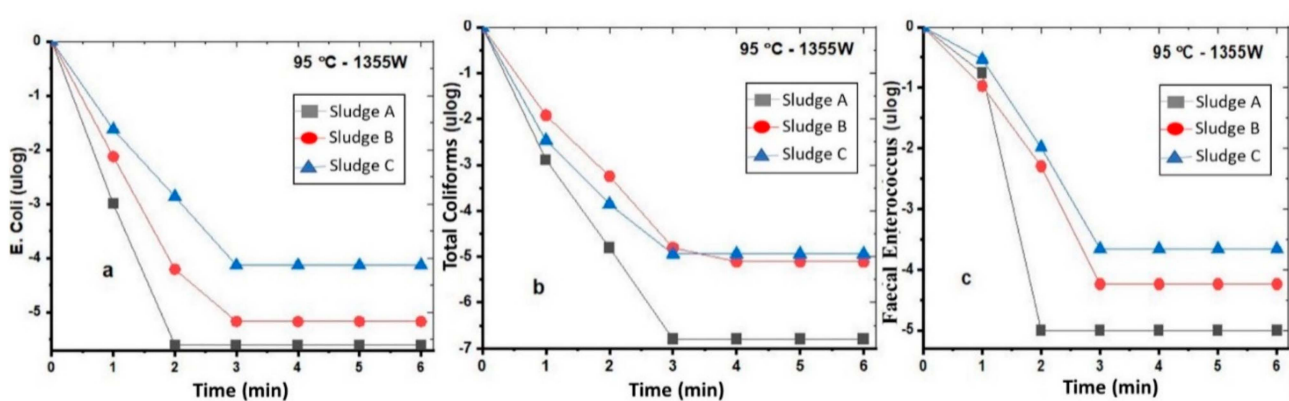 0
-1
-2
-3
-4
-5
E. Coli (ulog)
95 °C - 1355W
Sludge A
Sludge B
Sludge C
a
0 1 2 3 4 5 6
Time (min)
0
-1
-2
-3
-4
-5
-6
-7
Total Coliforms (ulog)
95 °C - 1355W
Sludge A
Sludge B
Sludge C
b
0 1 2 3 4 5 6
Time (min)
0
-1
-2
-3
-4
-5
Faecal Enterococcus (ulog)
95 °C - 1355W
Sludge A
Sludge B
Sludge C
c
0 1 2 3 4 5 6
Time (min)